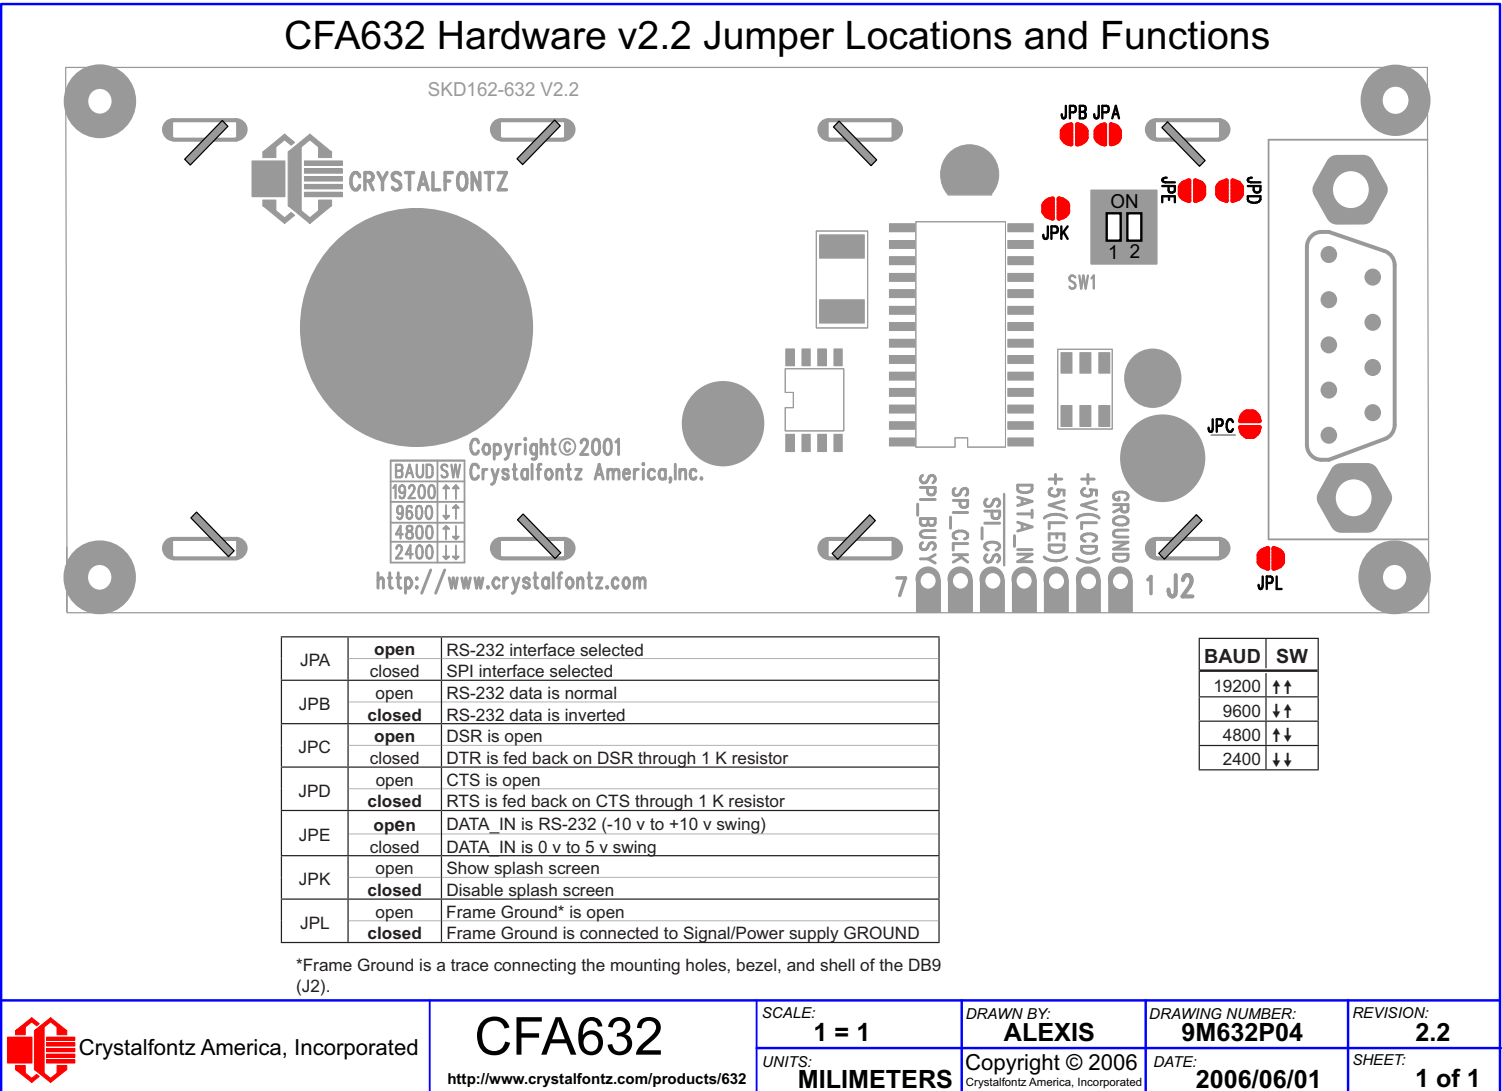 CFA632 Hardware v2.2 Jumper Locations and Functions
SKD162-632 V2.2
JPB JPA
CRYSTALFONTZ
JPE
JPD
JPK
ON
1 2
SW1
JPC
Copyright©2001
Crystalfontz America,Inc.
BAUD SW
19200 ↑↑
9600 ↓↑
4800 ↑↓
2400 ↓↓
http://www.crystalfontz.com
SPI_BUSY
SPI_CLK
SPI_CS
DATA_IN
+5V(LED)
+5V(LCD)
GROUND
7
1 J2
JPL
JPA
open RS-232 interface selected
closed SPI interface selected
JPB
open RS-232 data is normal
closed RS-232 data is inverted
JPC
open DSR is open
closed DTR is fed back on DSR through 1 K resistor
JPD
open CTS is open
closed RTS is fed back on CTS through 1 K resistor
JPE
open DATA_IN is RS-232 (-10 v to +10 v swing)
closed DATA_IN is 0 v to 5 v swing
JPK
open Show splash screen
closed Disable splash screen
JPL
open Frame Ground* is open
closed Frame Ground is connected to Signal/Power supply GROUND
*Frame Ground is a trace connecting the mounting holes, bezel, and shell of the DB9
(J2).
BAUD SW
19200 ↑↑
9600 ↓↑
4800 ↑↓
2400 ↓↓
Crystalfontz America, Incorporated
CFA632
http://www.crystalfontz.com/products/632
SCALE:
1 = 1
UNITS:
MILIMETERS
DRAWN BY:
ALEXIS
Copyright © 2006
Crystalfontz America, Incorporated
DRAWING NUMBER:
9M632P04
DATE:
2006/06/01
REVISION:
2.2
SHEET:
1 of 1